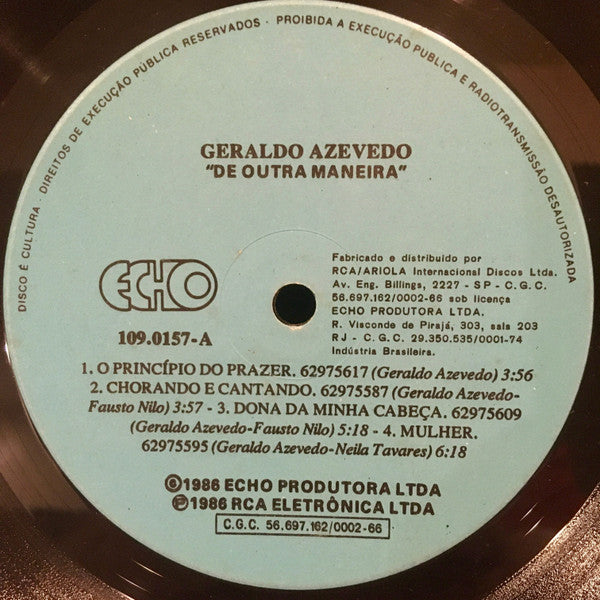 DISCO É CULTURA · DIREITOS DE EXECUÇÃO PÚBLICA RESERVADOS · PROIBIDA A EXECUÇÃO PÚBLICA E RADIOTRANSMISSÃO DESAUTORIZADA
GERALDO AZEVEDO
"DE OUTRA MANEIRA"
ECHO
109.0157-A
Fabricado e distribuído por
RCA/ARIOLA Internacional Discos Ltda.
Av. Eng. Billings, 2227 - SP - C.G.C.
56.697.162/0002-66 sob licença
ECHO PRODUTORA LTDA.
R. Visconde de Pirajá, 303, sala 203
RJ - C.G.C. 29.350.535/0001-74
Indústria Brasileira.
1. O PRINCÍPIO DO PRAZER. 62975617 (Geraldo Azevedo) 3:56
2. CHORANDO E CANTANDO. 62975587 (Geraldo Azevedo-
Fausto Nilo) 3:57 - 3. DONA DA MINHA CABEÇA. 62975609
(Geraldo Azevedo-Fausto Nilo) 5:18 - 4. MULHER.
62975595 (Geraldo Azevedo-Neila Tavares) 6:18
©1986 ECHO PRODUTORA LTDA
℗1986 RCA ELETRÔNICA LTDA
C.G.C. 56.697.162/0002-66